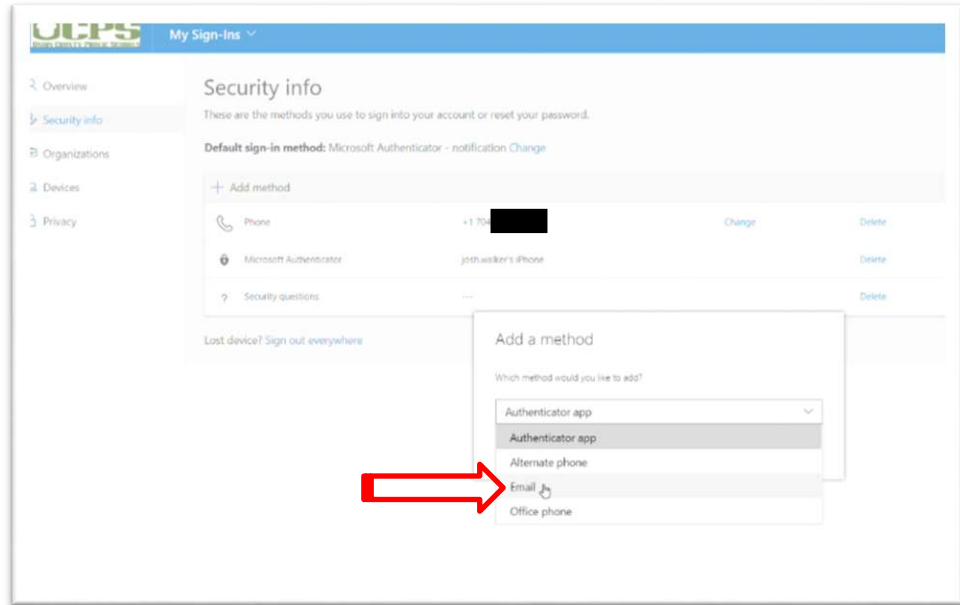 UCPS
My Sign-Ins
Overview
Security info
Organizations
Devices
Privacy
Security info
These are the methods you use to sign into your account or reset your password.
Default sign-in method: Microsoft Authenticator - notification Change
+ Add method
Phone +1 704 Change Delete
Microsoft Authenticator josh.walker's iPhone Delete
? Security questions ---- Delete
Lost device? Sign out everywhere
Add a method
Which method would you like to add?
Authenticator app
Authenticator app
Alternate phone
Email
Office phone